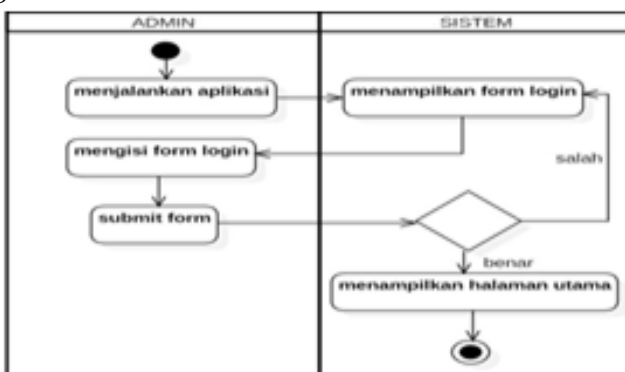 ADMIN
SISTEM
menjalankan aplikasi
menampilkan form login
mengisi form login
salah
submit form
benar
menampilkan halaman utama